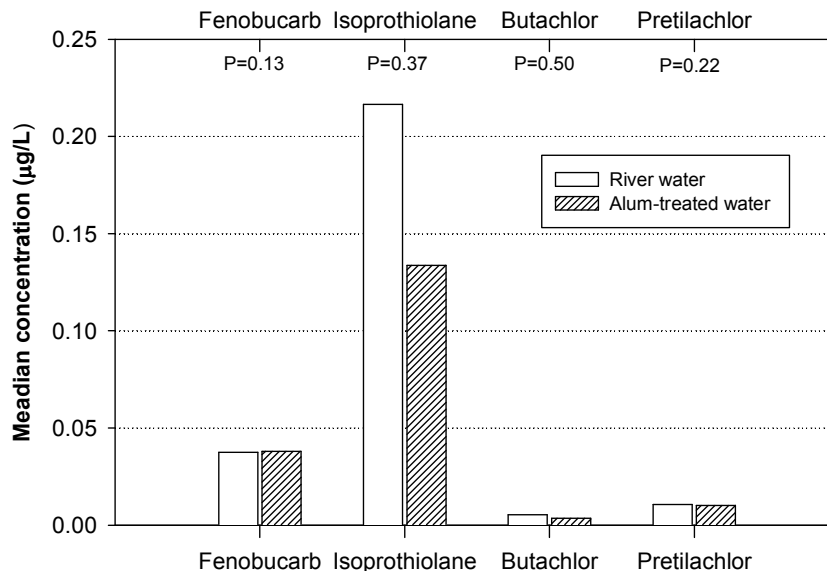 Fenobucarb Isoprothiolane Butachlor Pretilachlor
P=0.13 P=0.37 P=0.50 P=0.22
0.25
0.20
0.15
0.10
0.05
0.00
Meadian concentration (µg/L)
River water
Alum-treated water
Fenobucarb Isoprothiolane Butachlor Pretilachlor